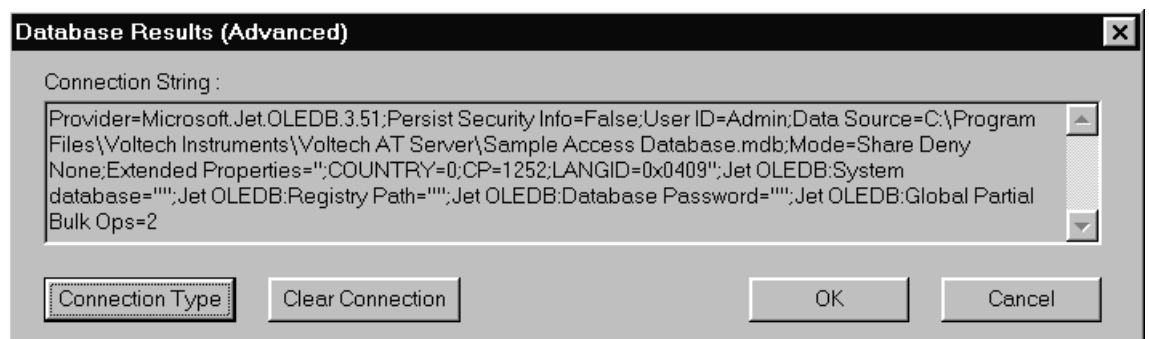 Database Results (Advanced)
Connection String :
Provider=Microsoft.Jet.OLEDB.3.51;Persist Security Info=False;User ID=Admin;Data Source=C:\Program
Files\Voltech Instruments\Voltech AT Server\Sample Access Database.mdb;Mode=Share Deny
None;Extended Properties=";COUNTRY=0;CP=1252;LANGID=0x0409";Jet OLEDB:System
database="";Jet OLEDB:Registry Path="";Jet OLEDB:Database Password="";Jet OLEDB:Global Partial
Bulk Ops=2
Connection Type Clear Connection OK Cancel